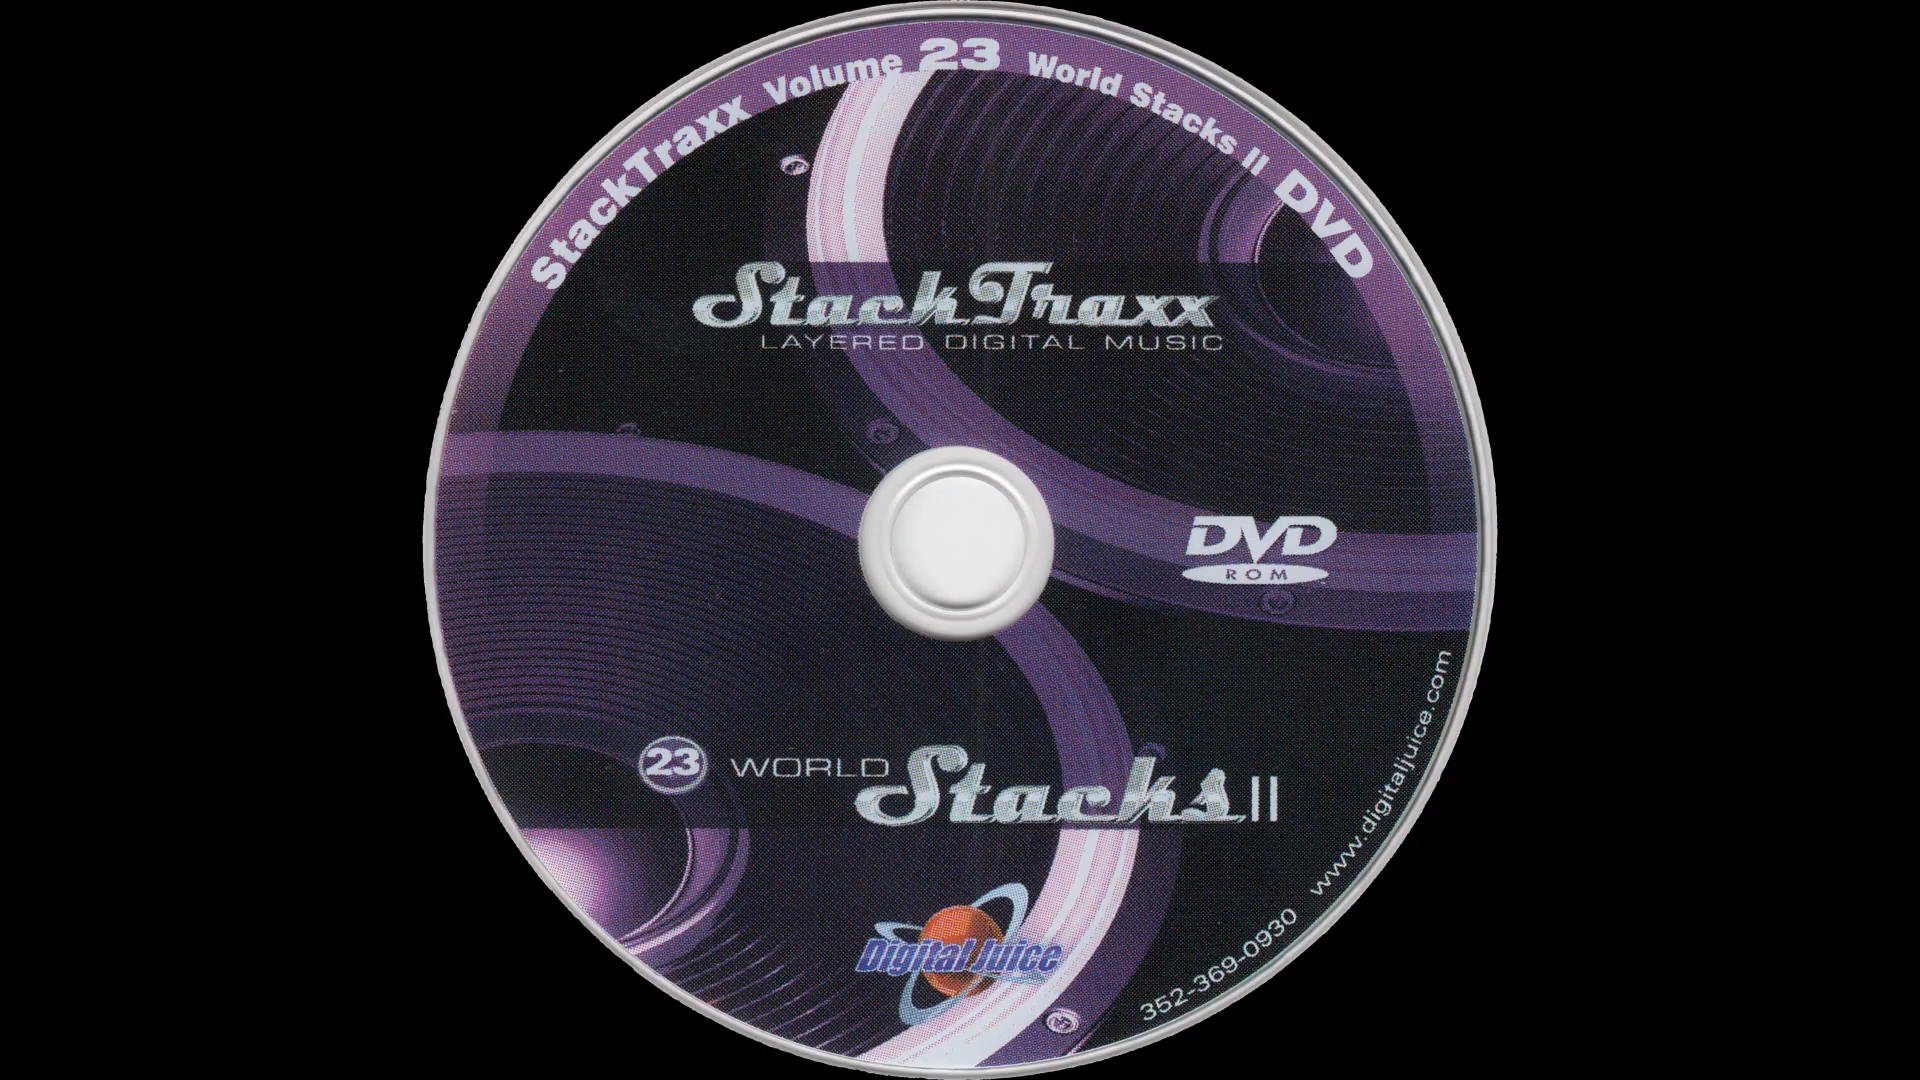 StackTraxx Volume 23 World Stacks II DVD
StackTraxx
LAYERED DIGITAL MUSIC
DVD
ROM
23 WORLD Stacks II
Digital Juice
www.digitaljuice.com
352-369-0930